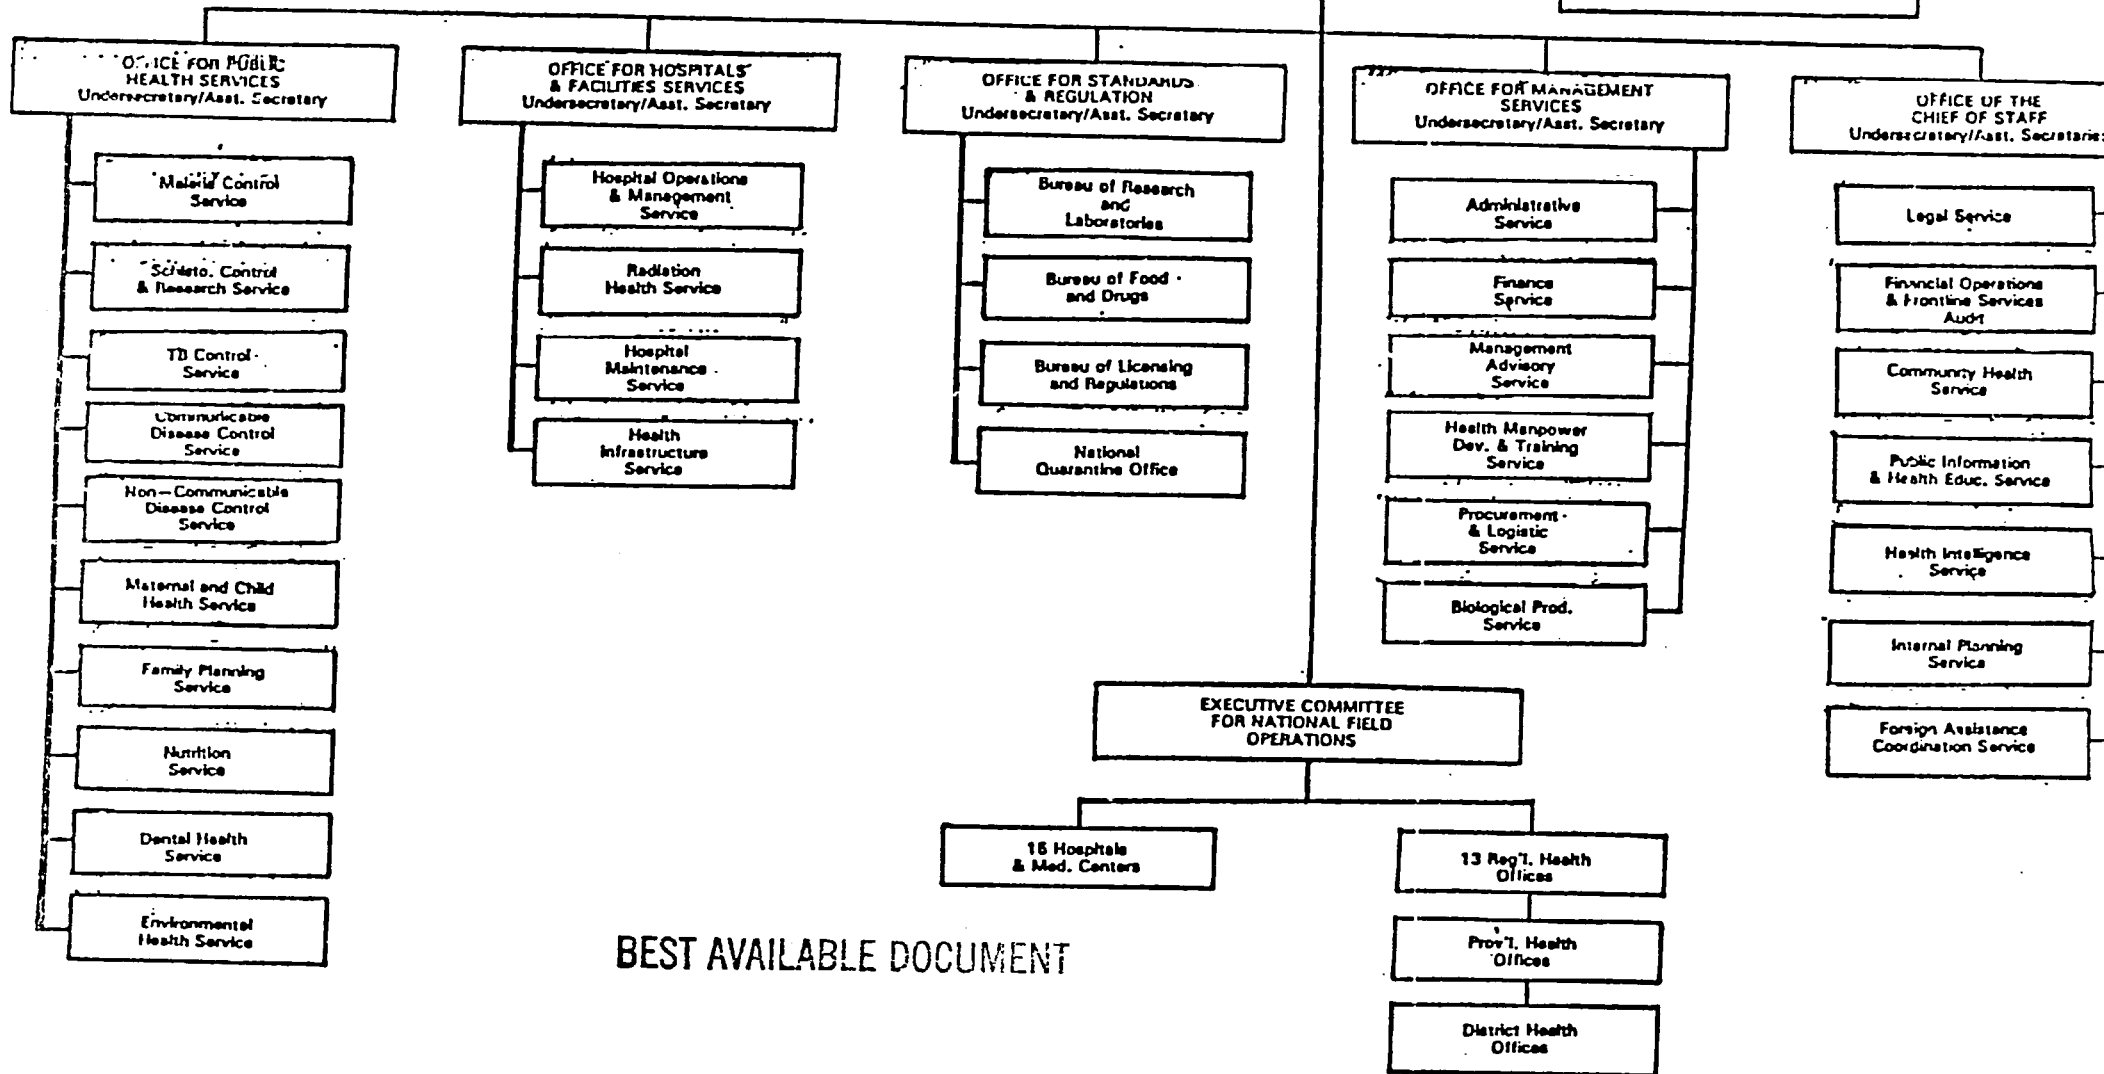 OFFICE FOR PUBLIC
HEALTH SERVICES
Undersecretary/Asst. Secretary
Malaria Control
Service
Schisto. Control
& Research Service
TB Control
Service
Communicable
Disease Control
Service
Non-Communicable
Disease Control
Service
Maternal and Child
Health Service
Family Planning
Service
Nutrition
Service
Dental Health
Service
Environmental
Health Service
OFFICE FOR HOSPITALS
& FACILITIES SERVICES
Undersecretary/Asst. Secretary
Hospital Operations
& Management
Service
Radiation
Health Service
Hospital
Maintenance
Service
Health
Infrastructure
Service
OFFICE FOR STANDARDS
& REGULATION
Undersecretary/Asst. Secretary
Bureau of Research
and
Laboratories
Bureau of Food
and Drugs
Bureau of Licensing
and Regulations
National
Quarantine Office
OFFICE FOR MANAGEMENT
SERVICES
Undersecretary/Asst. Secretary
Administrative
Service
Finance
Service
Management
Advisory
Service
Health Manpower
Dev. & Training
Service
Procurement
& Logistic
Service
Biological Prod.
Service
OFFICE OF THE
CHIEF OF STAFF
Undersecretary/Asst. Secretaries
Legal Service
Financial Operations
& Frontline Services
Audit
Community Health
Service
Public Information
& Health Educ. Service
Health Intelligence
Service
Internal Planning
Service
Foreign Assistance
Coordination Service
EXECUTIVE COMMITTEE
FOR NATIONAL FIELD
OPERATIONS
16 Hospitals
& Med. Centers
13 Reg'l. Health
Offices
Prov'l. Health
Offices
District Health
Offices
BEST AVAILABLE DOCUMENT